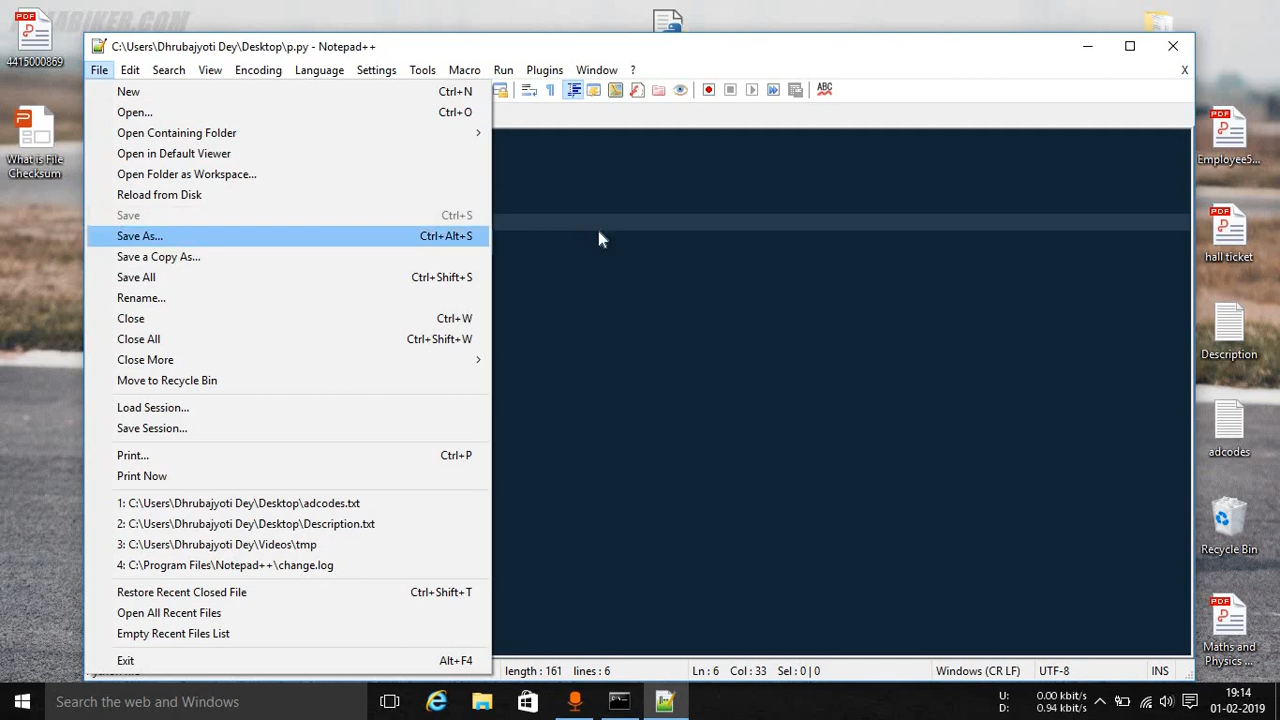 4415000869
What is File
Checksum
C:\Users\Dhrubajyoti Dey\Desktop\p.py - Notepad++
File Edit Search View Encoding Language Settings Tools Macro Run Plugins Window ? X
New Ctrl+N
Open... Ctrl+O
Open Containing Folder
Open in Default Viewer
Open Folder as Workspace...
Reload from Disk
Save Ctrl+S
Save As... Ctrl+Alt+S
Save a Copy As...
Save All Ctrl+Shift+S
Rename...
Close Ctrl+W
Close All Ctrl+Shift+W
Close More
Move to Recycle Bin
Load Session...
Save Session...
Print... Ctrl+P
Print Now
1: C:\Users\Dhrubajyoti Dey\Desktop\adcodes.txt
2: C:\Users\Dhrubajyoti Dey\Desktop\Description.txt
3: C:\Users\Dhrubajyoti Dey\Videos\tmp
4: C:\Program Files\Notepad++\change.log
Restore Recent Closed File Ctrl+Shift+T
Open All Recent Files
Empty Recent Files List
Exit Alt+F4
ABC
length : 161 lines : 6 Ln : 6 Col : 33 Sel : 0 | 0 Windows (CR LF) UTF-8 INS
Employee5...
hall ticket
Description
adcodes
Recycle Bin
Maths and
Physics ...
PDF
PDF
PDF
PDF
Search the web and Windows
U: 0.00 kbit/s
D: 0.94 kbit/s
19:14
01-02-2019